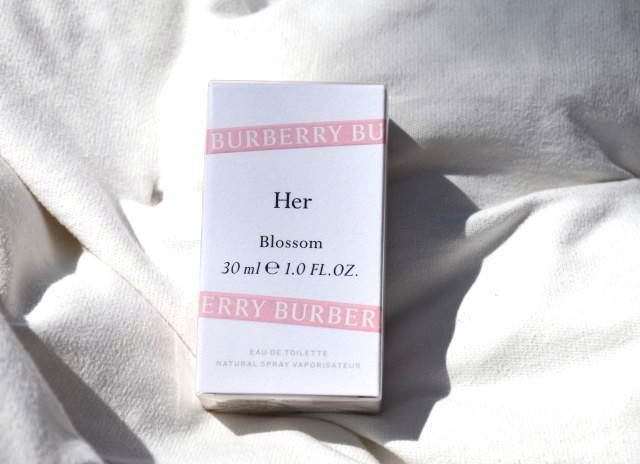 BURBERRY BU
Her
Blossom
30 ml ℮ 1.0 FL.OZ.
ERRY BURBER
EAU DE TOILETTE
NATURAL SPRAY VAPORISATEUR